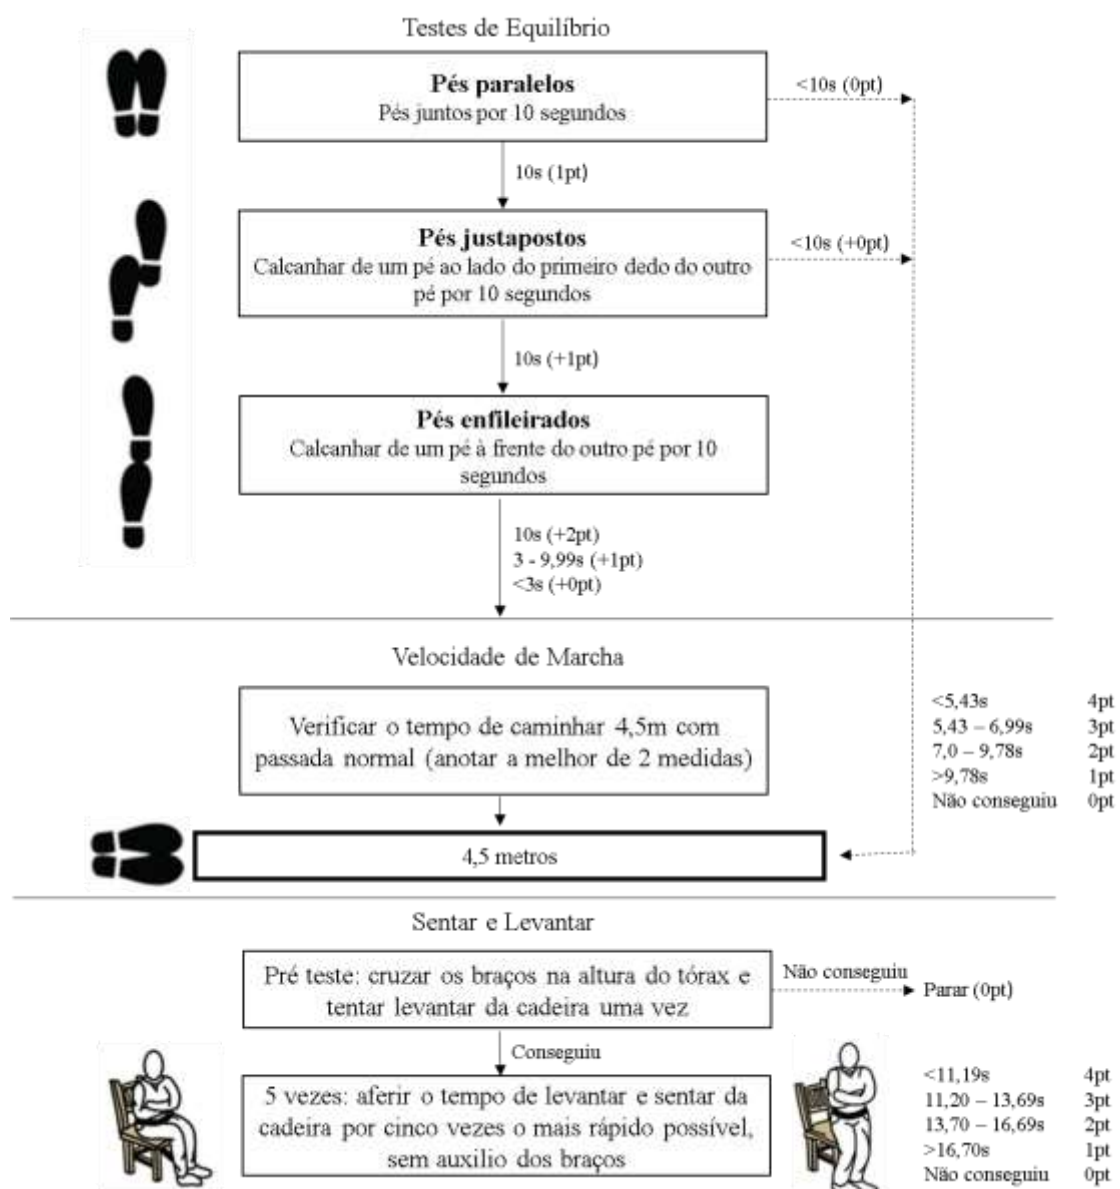 Testes de Equilíbrio
Pés paralelos
Pés juntos por 10 segundos
<10s (0pt)
10s (1pt)
Pés justapostos
Calcanhar de um pé ao lado do primeiro dedo do outro
pé por 10 segundos
<10s (+0pt)
10s (+1pt)
Pés enfileirados
Calcanhar de um pé à frente do outro pé por 10
segundos
10s (+2pt)
3 - 9,99s (+1pt)
<3s (+0pt)
Velocidade de Marcha
Verificar o tempo de caminhar 4,5m com
passada normal (anotar a melhor de 2 medidas)
<5,43s 4pt
5,43 – 6,99s 3pt
7,0 – 9,78s 2pt
>9,78s 1pt
Não conseguiu 0pt
4,5 metros
Sentar e Levantar
Pré teste: cruzar os braços na altura do tórax e
tentar levantar da cadeira uma vez
Não conseguiu
Parar (0pt)
Conseguiu
5 vezes: aferir o tempo de levantar e sentar da
cadeira por cinco vezes o mais rápido possível,
sem auxilio dos braços
<11,19s 4pt
11,20 – 13,69s 3pt
13,70 – 16,69s 2pt
>16,70s 1pt
Não conseguiu 0pt